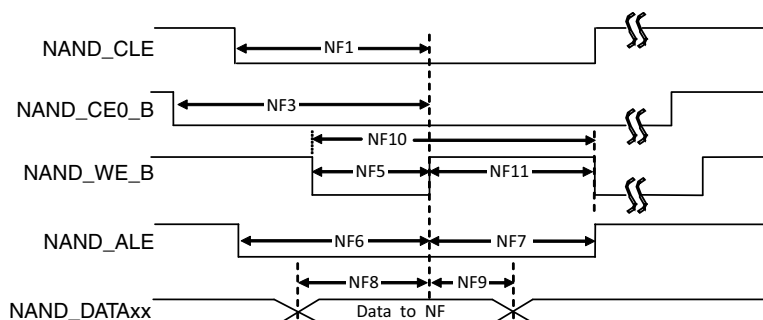 NAND_CLE
NF1
NAND_CE0_B
NF3
NF10
NAND_WE_B
NF5
NF11
NAND_ALE
NF6
NF7
NF8
NF9
NAND_DATAxx
Data to NF